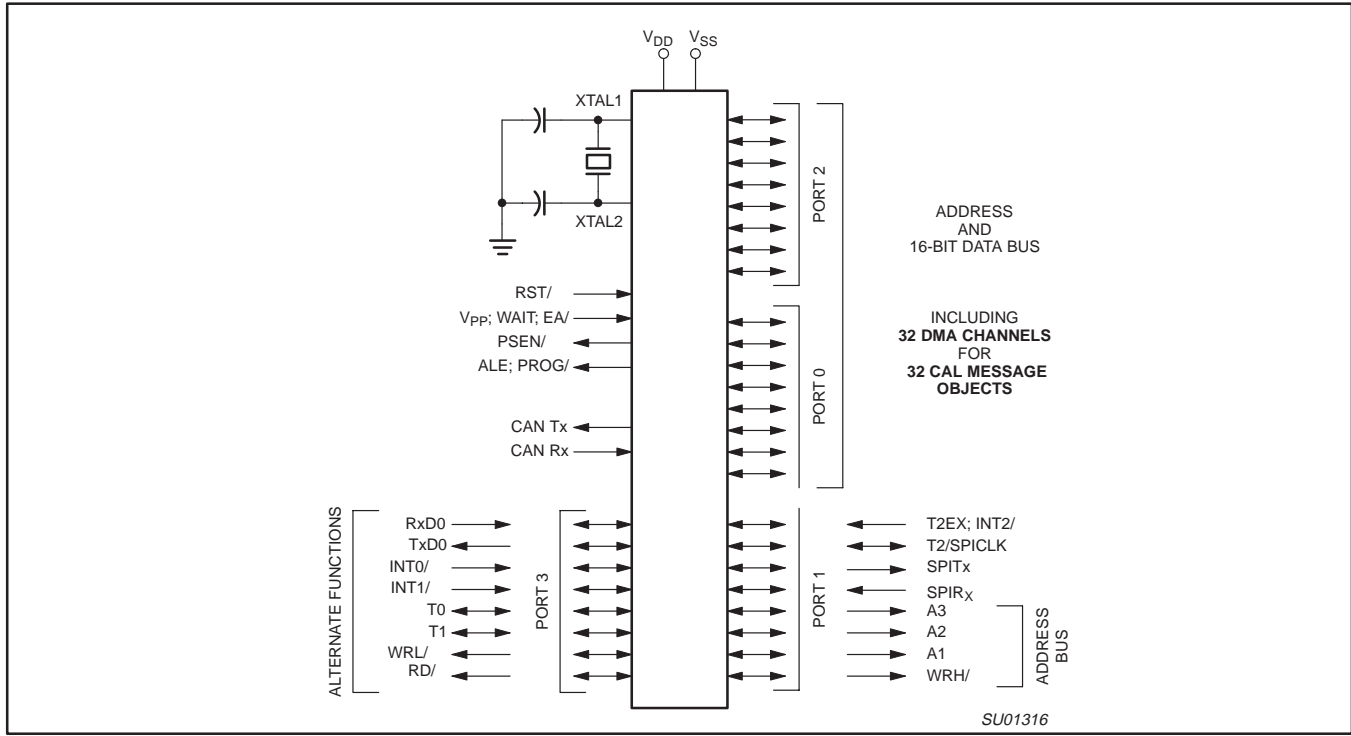 VDD VSS
XTAL1
XTAL2
RST/
VPP; WAIT; EA/
PSEN/
ALE; PROG/
CAN Tx
CAN Rx
PORT 2
PORT 0
ADDRESS
AND
16-BIT DATA BUS
INCLUDING
32 DMA CHANNELS
FOR
32 CAL MESSAGE
OBJECTS
ALTERNATE FUNCTIONS
RxD0
TxD0
INT0/
INT1/
T0
T1
WRL/
RD/
PORT 3
PORT 1
T2EX; INT2/
T2/SPICLK
SPITx
SPIRX
A3
A2
A1
WRH/
ADDRESS
BUS
SU01316